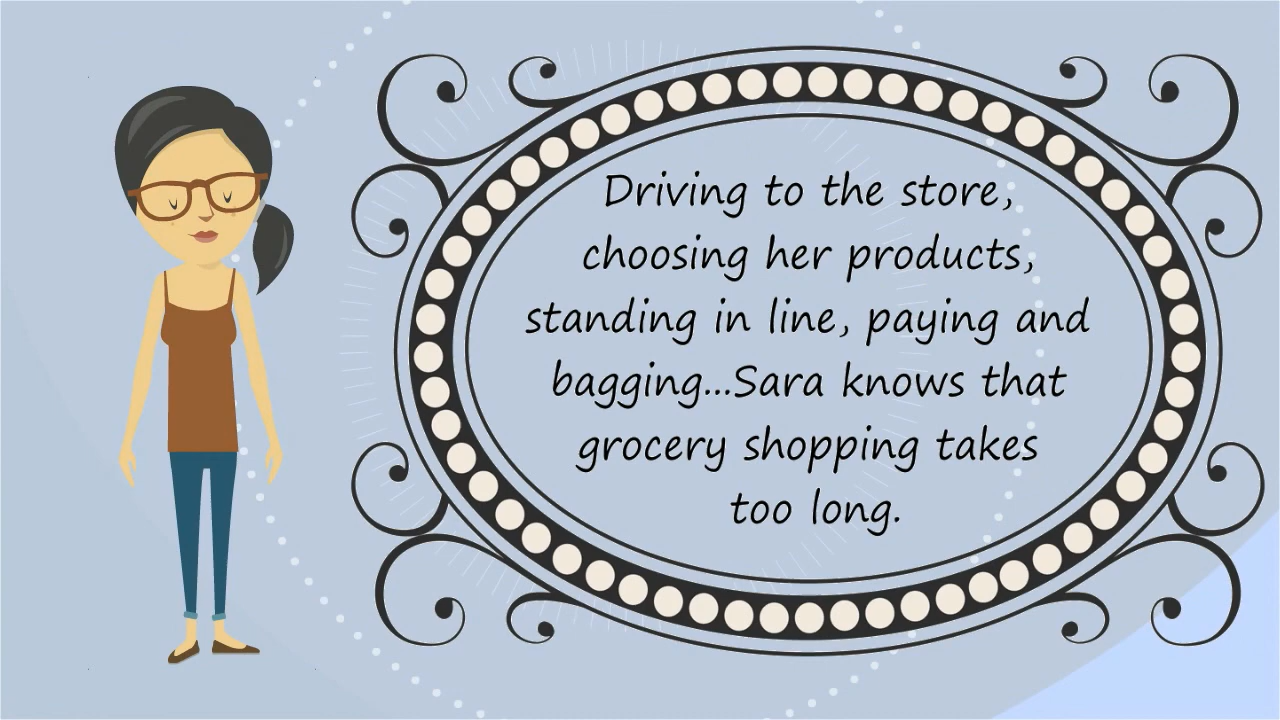 Driving to the store,
choosing her products,
standing in line, paying and
bagging...Sara knows that
grocery shopping takes
too long.